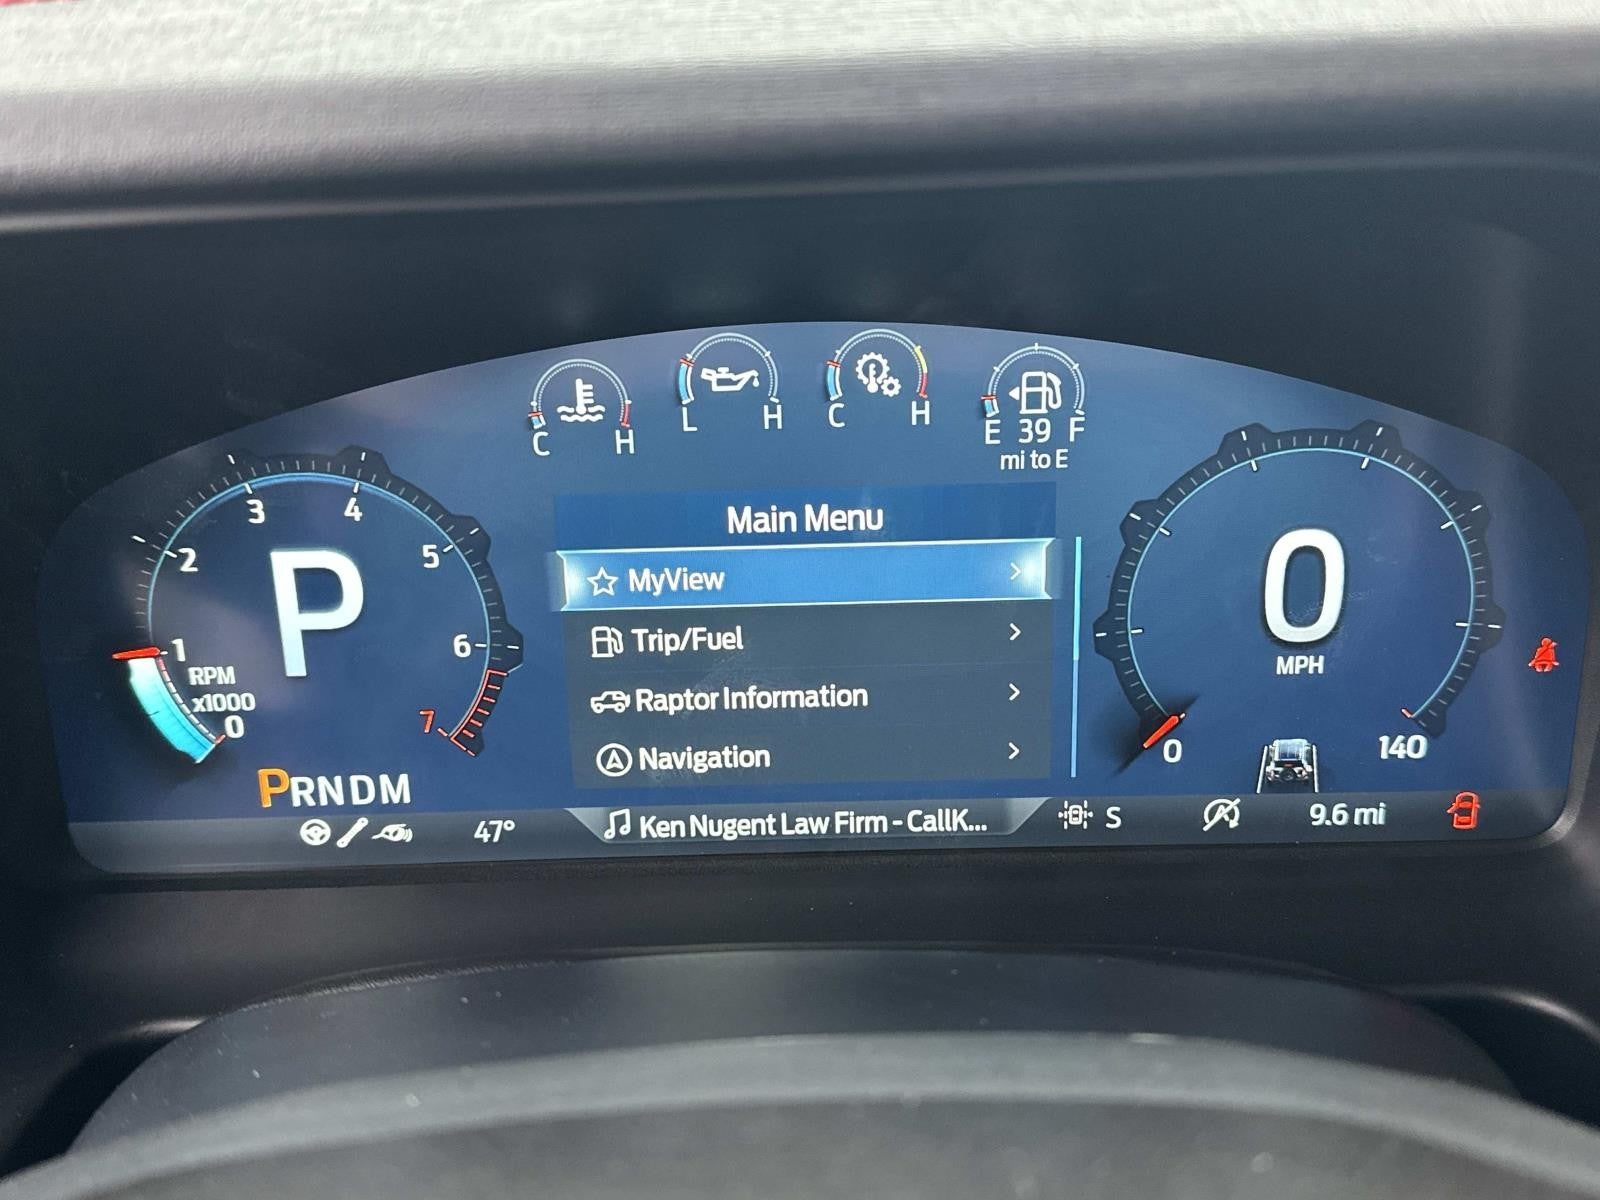 C H
L H
C H
E 39 F
mi to E
0 1 2 3 4 5 6 7
RPM
x1000
P
PRNDM
47°
Main Menu
MyView
Trip/Fuel
Raptor Information
Navigation
Ken Nugent Law Firm - CallK...
0
MPH
0 140
S
9.6 mi